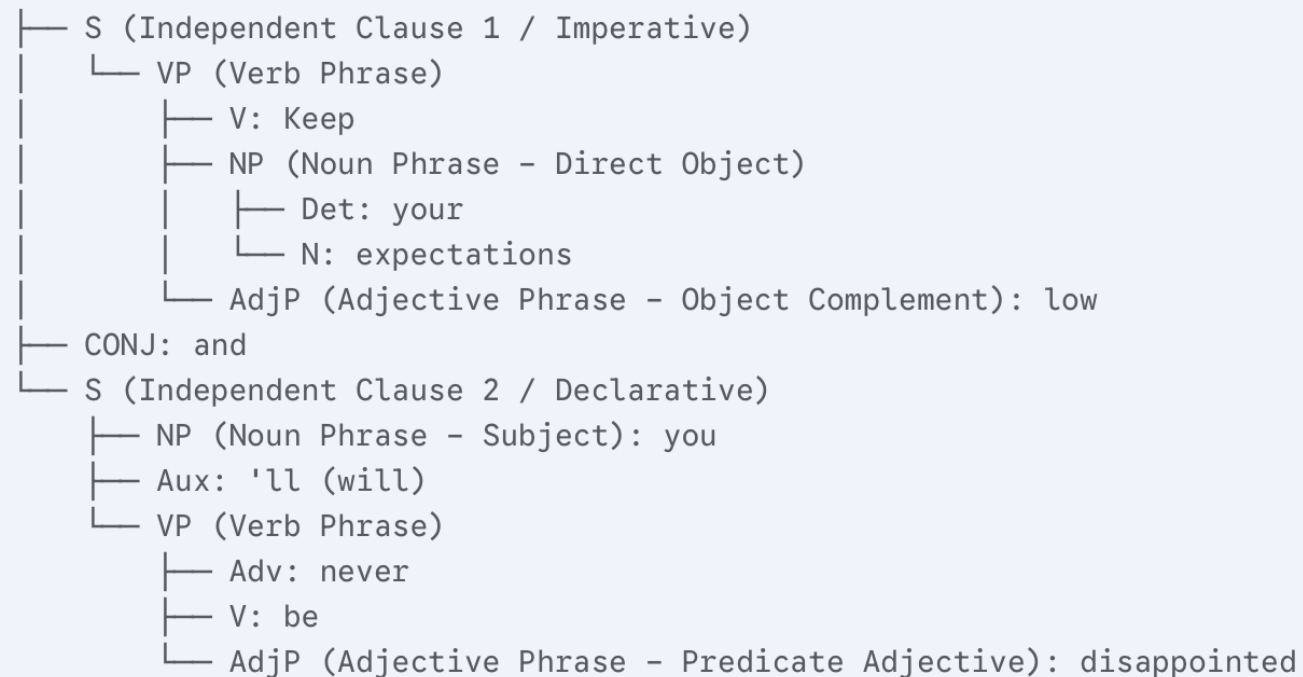 ├── S (Independent Clause 1 / Imperative)
│   └── VP (Verb Phrase)
│       ├── V: Keep
│       ├── NP (Noun Phrase – Direct Object)
│       │   ├── Det: your
│       │   └── N: expectations
│       └── AdjP (Adjective Phrase – Object Complement): low
├── CONJ: and
└── S (Independent Clause 2 / Declarative)
    ├── NP (Noun Phrase – Subject): you
    ├── Aux: 'll (will)
    └── VP (Verb Phrase)
        ├── Adv: never
        ├── V: be
        └── AdjP (Adjective Phrase – Predicate Adjective): disappointed